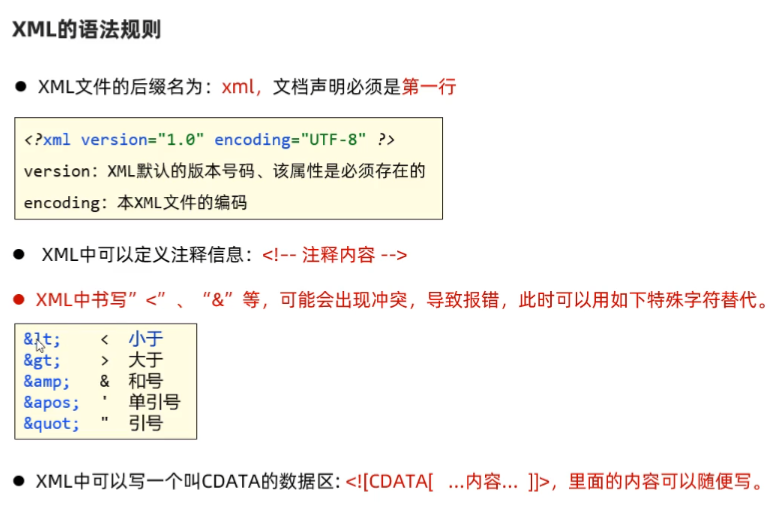 XML的语法规则
● XML文件的后缀名为：xml，文档声明必须是第一行
<?xml version="1.0" encoding="UTF-8" ?>
version：XML默认的版本号码、该属性是必须存在的
encoding：本XML文件的编码
● XML中可以定义注释信息：<!-- 注释内容 -->
● XML中书写”<”、“&”等，可能会出现冲突，导致报错，此时可以用如下特殊字符替代。
&lt; < 小于
&gt; > 大于
&amp; & 和号
&apos; ' 单引号
&quot; " 引号
● XML中可以写一个叫CDATA的数据区: <![CDATA[ …内容… ]]>，里面的内容可以随便写。